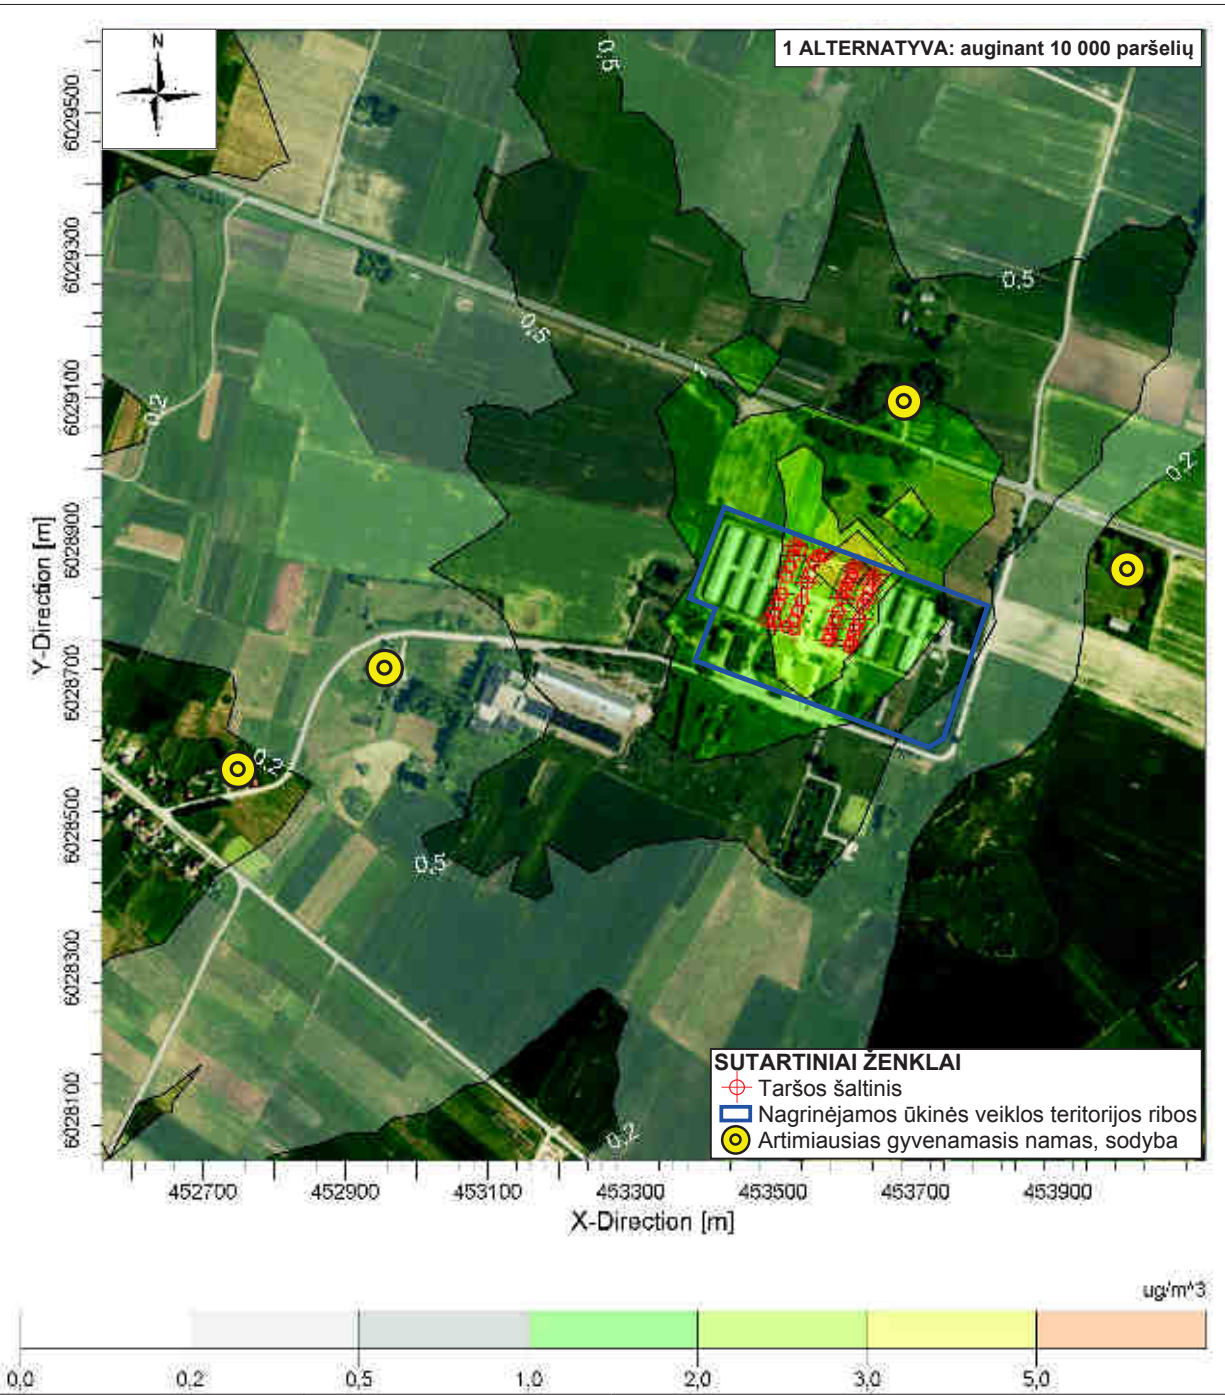 N
1 ALTERNATYVA: auginant 10 000 paršelių
0,5
0,5
0,5
1
0,2
0,2
0,2
0,5
0,2
Y-Direction [m]
6029500
6029300
6029100
6028900
6028700
6028500
6028300
6028100
SUTARTINIAI ŽENKLAI
Taršos šaltinis
Nagrinėjamos ūkinės veiklos teritorijos ribos
Artimiausias gyvenamasis namas, sodyba
452700 452900 453100 453300 453500 453700 453900
X-Direction [m]
ug/m^3
0,0 0,2 0,5 1,0 2,0 3,0 5,0